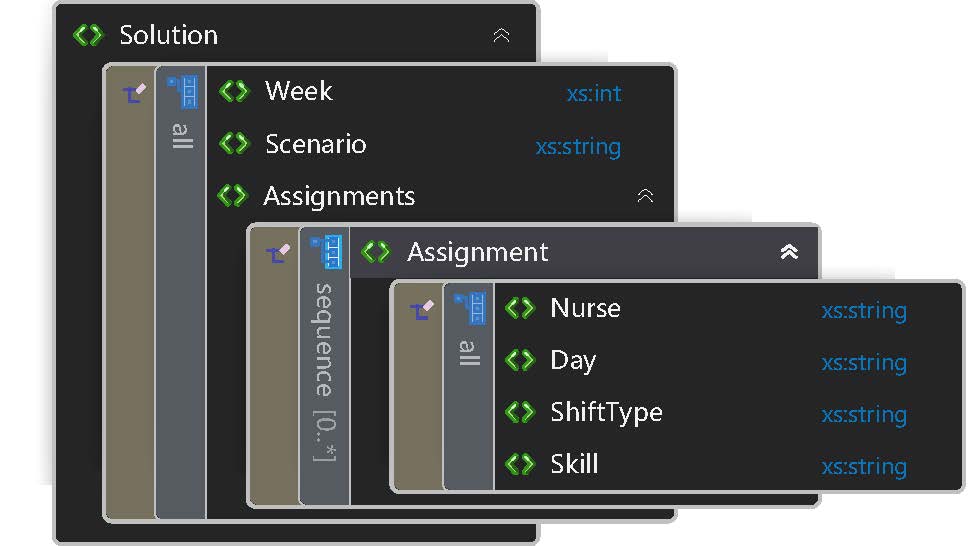 Solution
Week xs:int
all
Scenario xs:string
Assignments
Assignment
sequence [0..*]
Nurse xs:string
all
Day xs:string
ShiftType xs:string
Skill xs:string